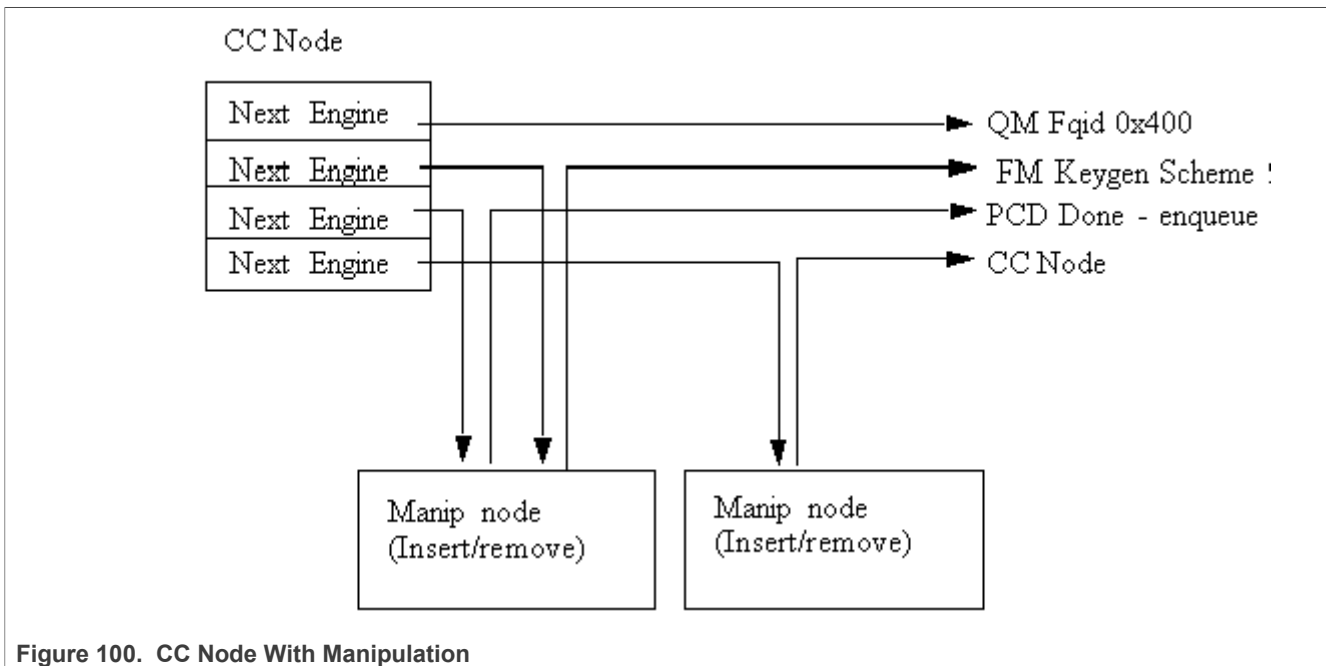 CC Node
Next Engine
Next Engine
Next Engine
Next Engine
QM Fqid 0x400
FM Keygen Scheme
PCD Done - enqueue
CC Node
Manip node
(Insert/remove)
Manip node
(Insert/remove)
Figure 100. CC Node With Manipulation